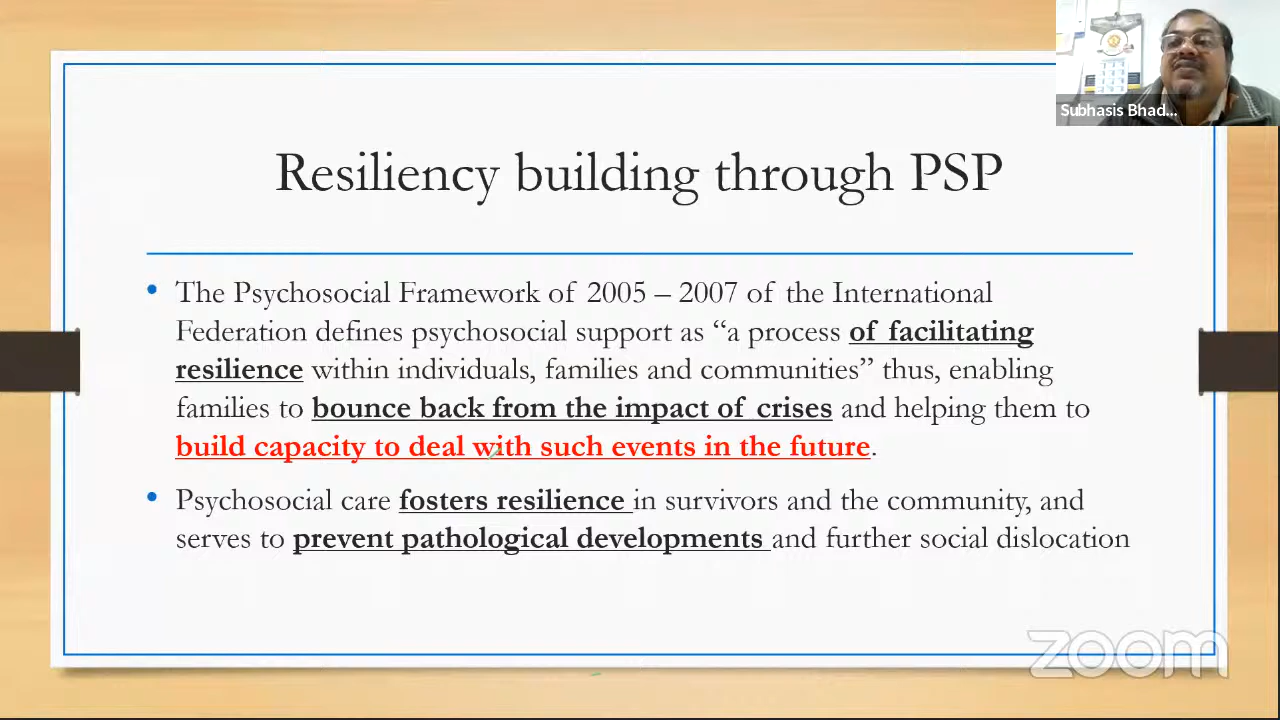 Subhasis Bhad...
Resiliency building through PSP
• The Psychosocial Framework of 2005 – 2007 of the International
Federation defines psychosocial support as “a process of facilitating
resilience within individuals, families and communities” thus, enabling
families to bounce back from the impact of crises and helping them to
build capacity to deal with such events in the future.
• Psychosocial care fosters resilience in survivors and the community, and
serves to prevent pathological developments and further social dislocation
zoom